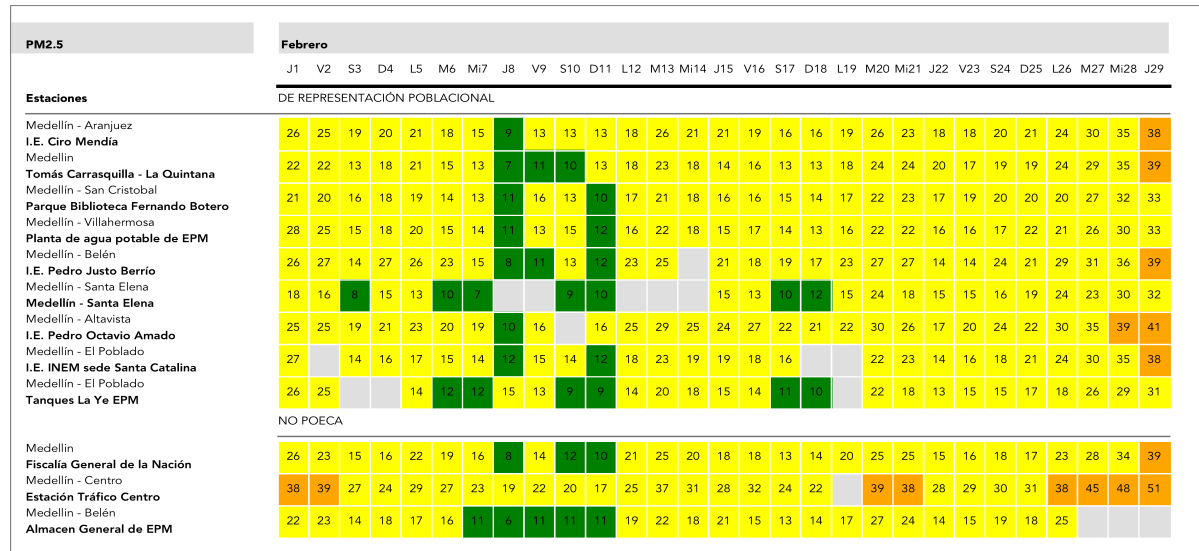 PM2.5 Febrero
J1 V2 S3 D4 L5 M6 Mi7 J8 V9 S10 D11 L12 M13 Mi14 J15 V16 S17 D18 L19 M20 Mi21 J22 V23 S24 D25 L26 M27 Mi28 J29
Estaciones DE REPRESENTACIÓN POBLACIONAL
Medellín - Aranjuez
I.E. Ciro Mendía
26 25 19 20 21 18 15 9 13 13 13 18 26 21 21 19 16 16 19 26 23 18 18 20 21 24 30 35 38
Medellin
Tomás Carrasquilla - La Quintana
22 22 13 18 21 15 13 7 11 10 13 18 23 18 14 16 13 13 18 24 24 20 17 19 19 24 29 35 39
Medellín - San Cristobal
Parque Biblioteca Fernando Botero
21 20 16 18 19 14 13 11 16 13 10 17 21 18 16 16 15 14 17 22 23 17 19 20 20 20 27 32 33
Medellín - Villahermosa
Planta de agua potable de EPM
28 25 15 18 20 15 14 11 13 15 12 16 22 18 15 17 14 13 16 22 22 16 16 17 22 21 26 30 33
Medellín - Belén
I.E. Pedro Justo Berrío
26 27 14 27 26 23 15 8 11 13 12 23 25 21 18 19 17 23 27 27 14 14 24 21 29 31 36 39
Medellín - Santa Elena
Medellín - Santa Elena
18 16 8 15 13 10 7 9 10 15 13 10 12 15 24 18 15 15 16 19 24 23 30 32
Medellín - Altavista
I.E. Pedro Octavio Amado
25 25 19 21 23 20 19 10 16 16 25 29 25 24 27 22 21 22 30 26 17 20 24 22 30 35 39 41
Medellín - El Poblado
I.E. INEM sede Santa Catalina
27 14 16 17 15 14 12 15 14 12 18 23 19 19 18 16 22 23 14 16 18 21 24 30 35 38
Medellín - El Poblado
Tanques La Ye EPM
26 25 14 12 12 15 13 9 9 14 20 18 15 14 11 10 22 18 13 15 15 17 18 26 29 31
NO POECA
Medellin
Fiscalía General de la Nación
26 23 15 16 22 19 16 8 14 12 10 21 25 20 18 18 13 14 20 25 25 15 16 18 17 23 28 34 39
Medellín - Centro
Estación Tráfico Centro
38 39 27 24 29 27 23 19 22 20 17 25 37 31 28 32 24 22 39 38 28 29 30 31 38 45 48 51
Medellín - Belén
Almacen General de EPM
22 23 14 18 17 16 11 6 11 11 11 19 22 18 21 15 13 14 17 27 24 14 15 19 18 25